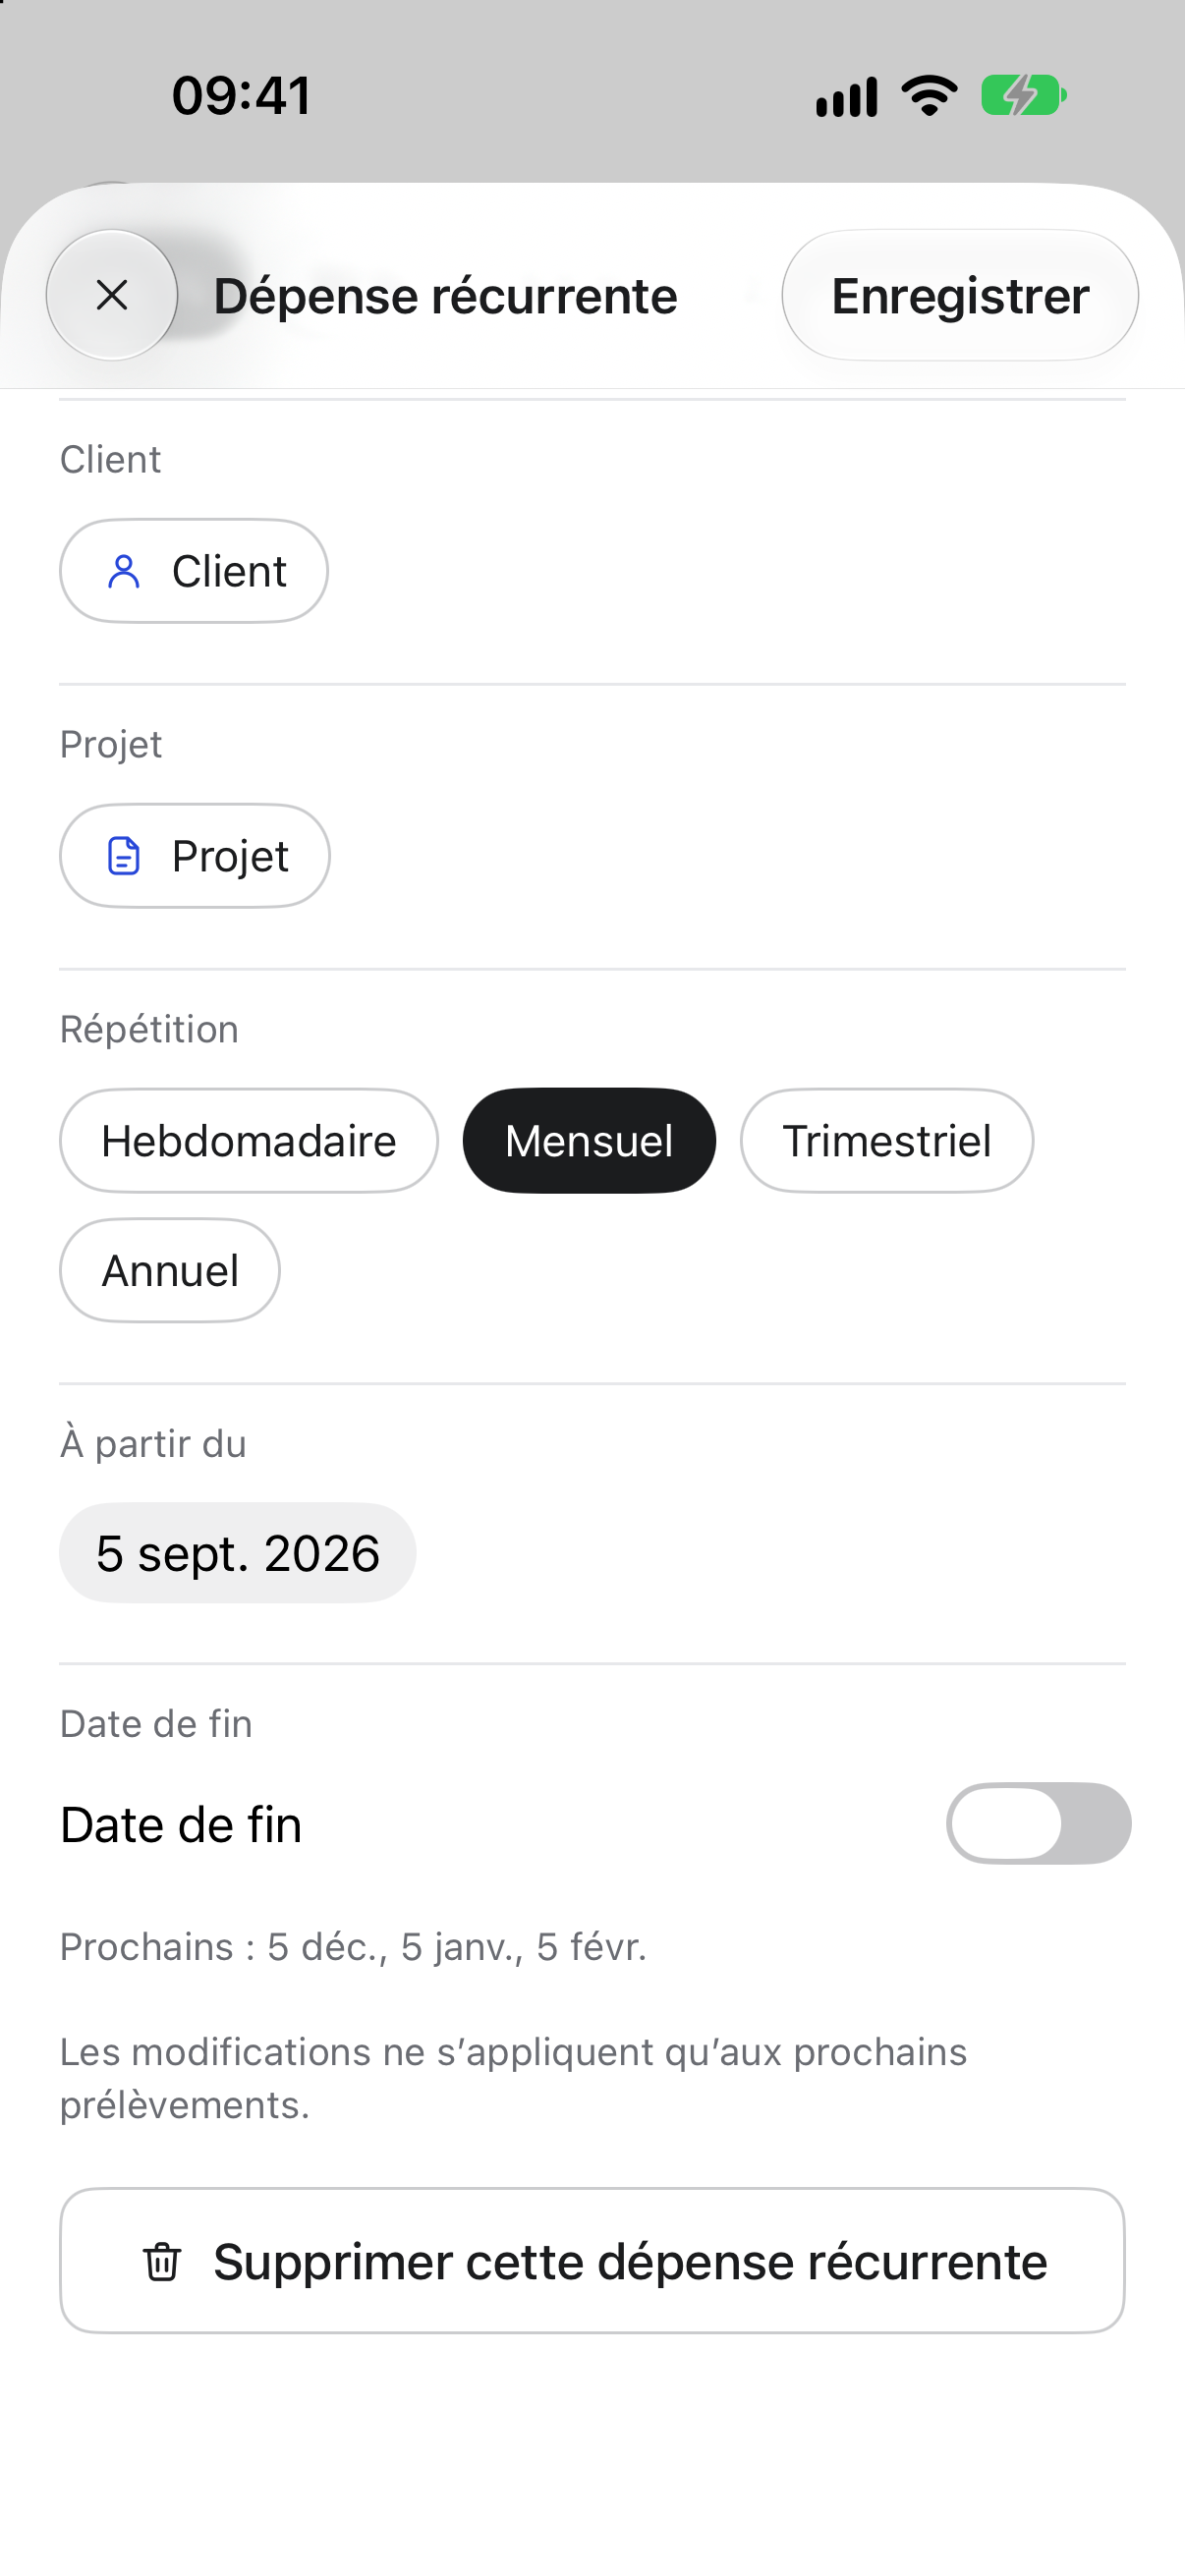 09:41
Dépense récurrente
Enregistrer
Client
Client
Projet
Projet
Répétition
Hebdomadaire
Mensuel
Trimestriel
Annuel
À partir du
5 sept. 2026
Date de fin
Date de fin
Prochains : 5 déc., 5 janv., 5 févr.
Les modifications ne s’appliquent qu’aux prochains
prélèvements.
Supprimer cette dépense récurrente